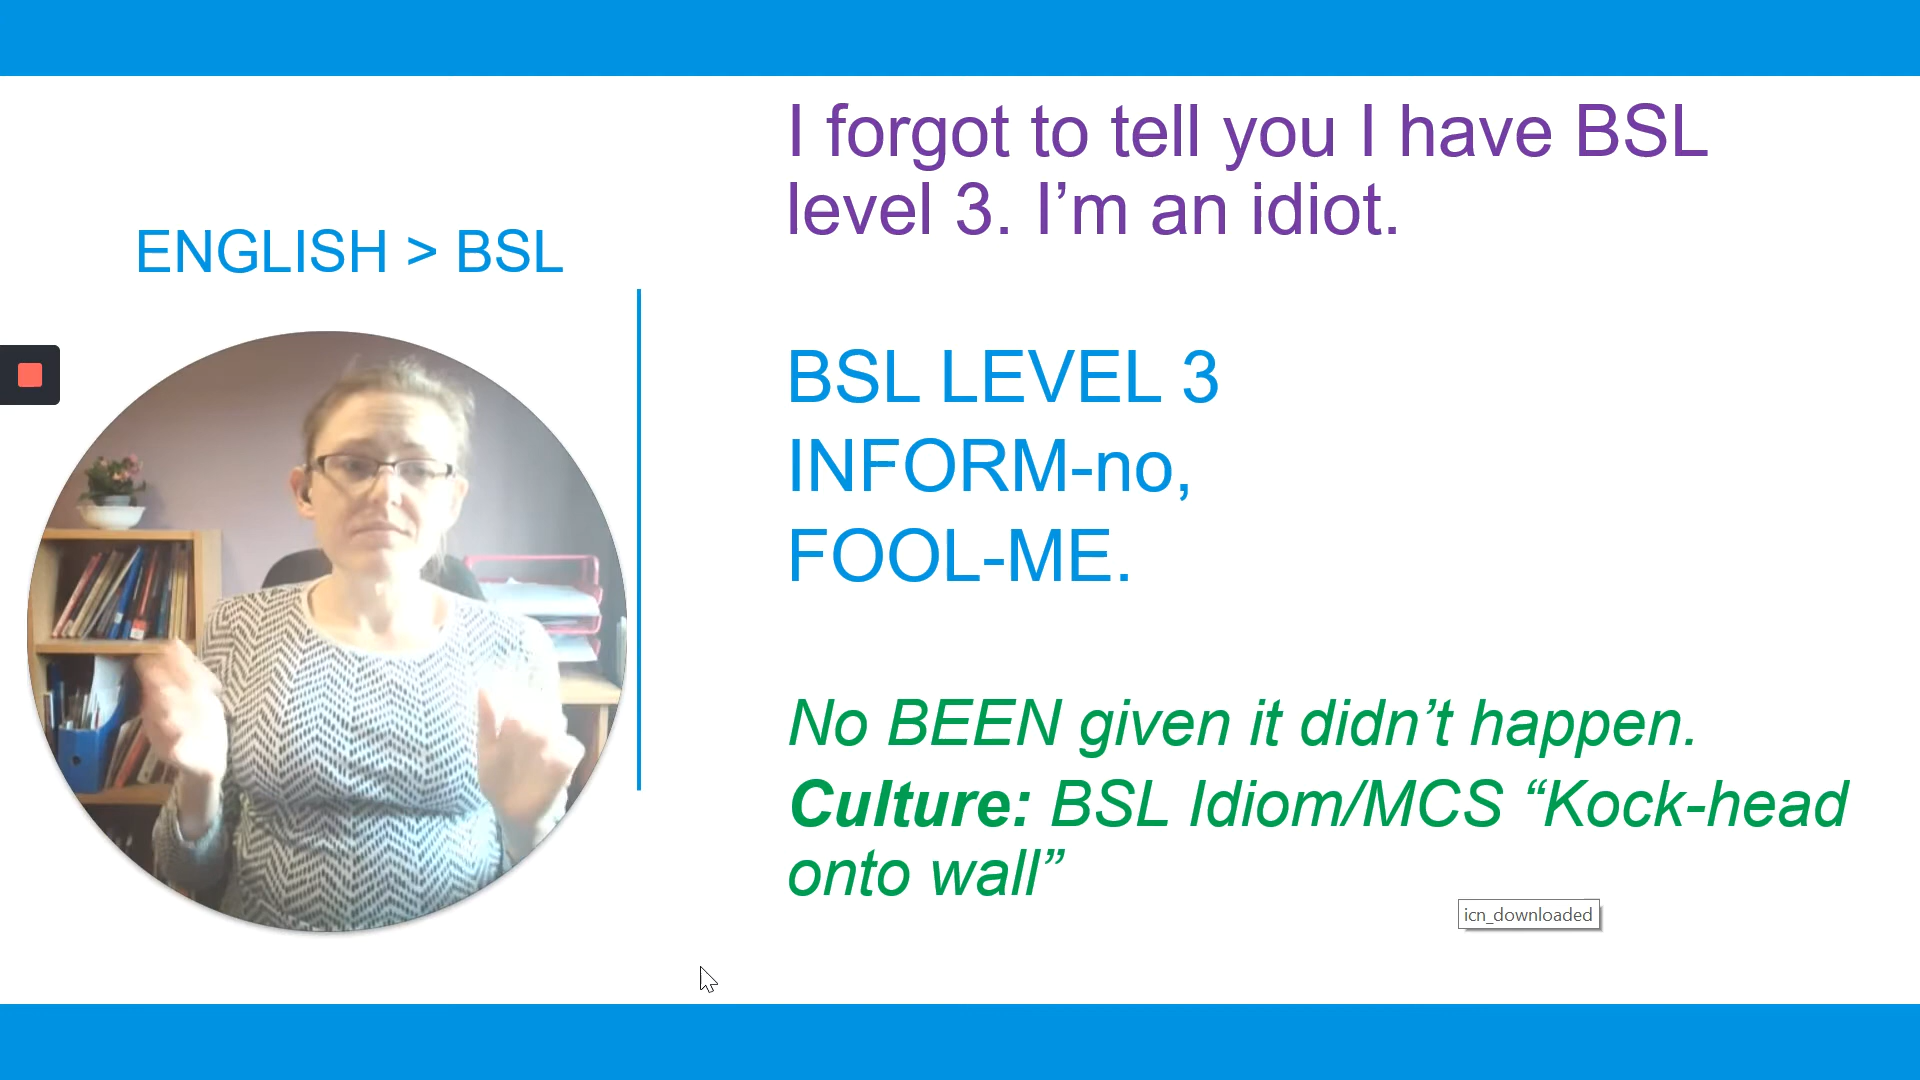 ENGLISH > BSL
I forgot to tell you I have BSL
level 3. I’m an idiot.
BSL LEVEL 3
INFORM-no,
FOOL-ME.
No BEEN given it didn’t happen.
Culture: BSL Idiom/MCS “Kock-head
onto wall”
icn_downloaded